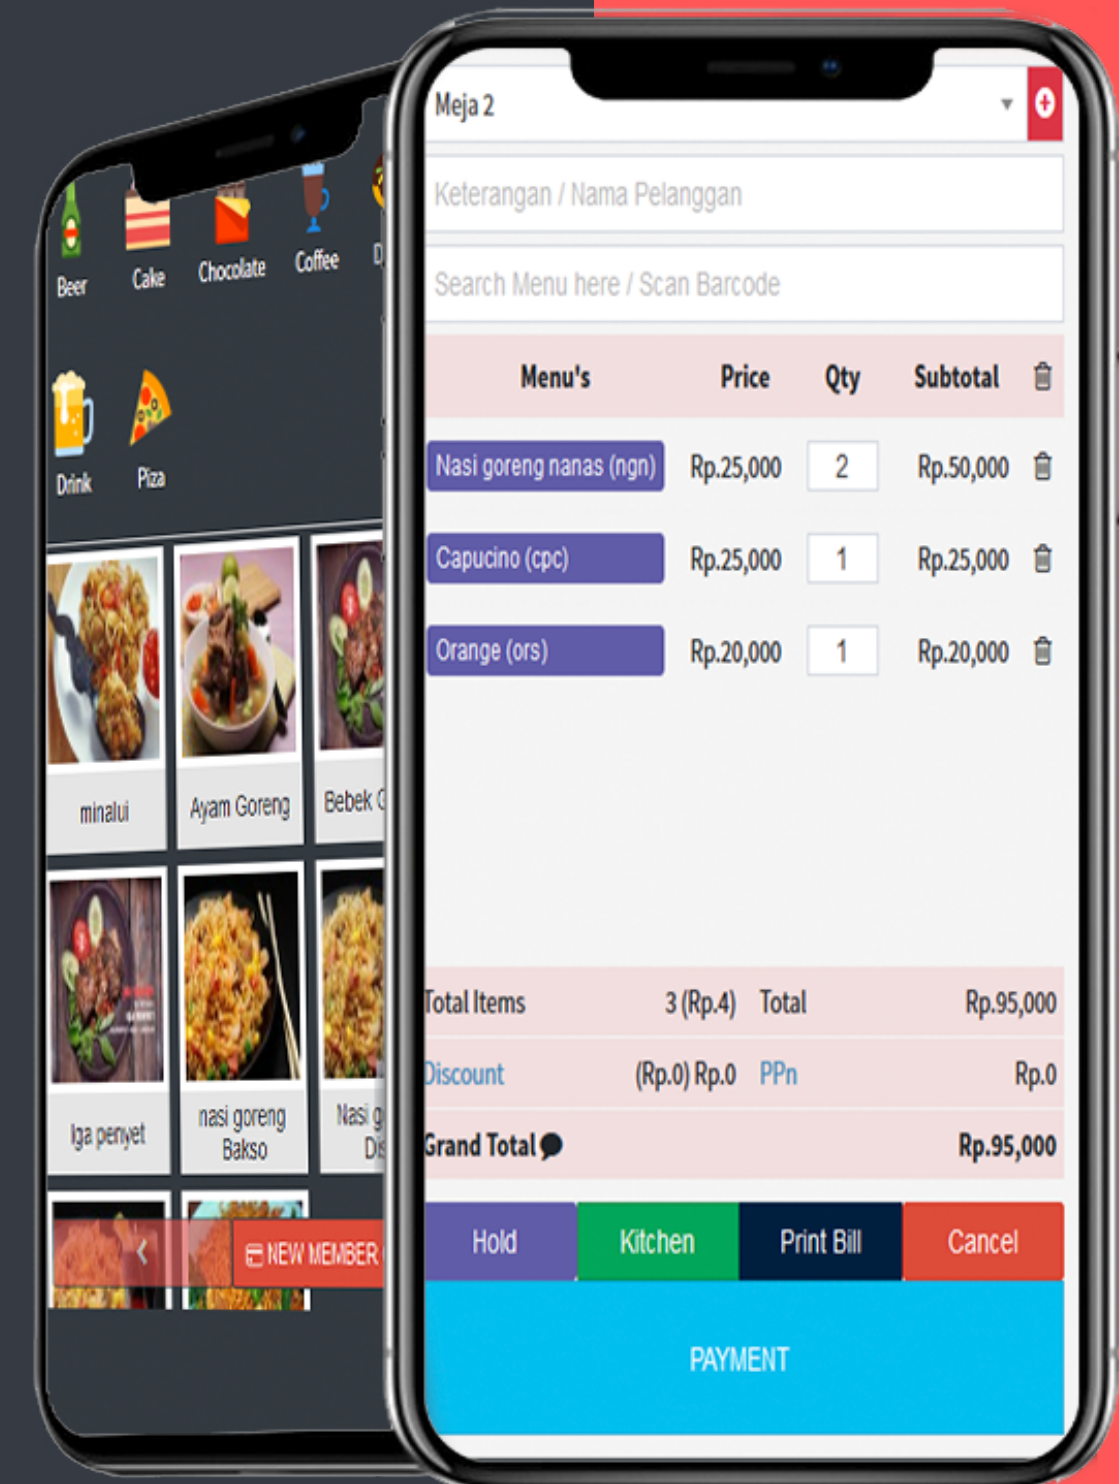 Beer
Cake
Chocolate
Coffee
Drink
Piza
minalui
Ayam Goreng
Bebek
Iga penyet
nasi goreng
Bakso
Nasi
NEW MEMBER
Meja 2
Keterangan / Nama Pelanggan
Search Menu here / Scan Barcode
Menu's Price Qty Subtotal
Nasi goreng nanas (ngn) Rp.25,000 2 Rp.50,000
Capucino (cpc) Rp.25,000 1 Rp.25,000
Orange (ors) Rp.20,000 1 Rp.20,000
Total Items 3 (Rp.4) Total Rp.95,000
Discount (Rp.0) Rp.0 PPn Rp.0
Grand Total Rp.95,000
Hold Kitchen Print Bill Cancel
PAYMENT